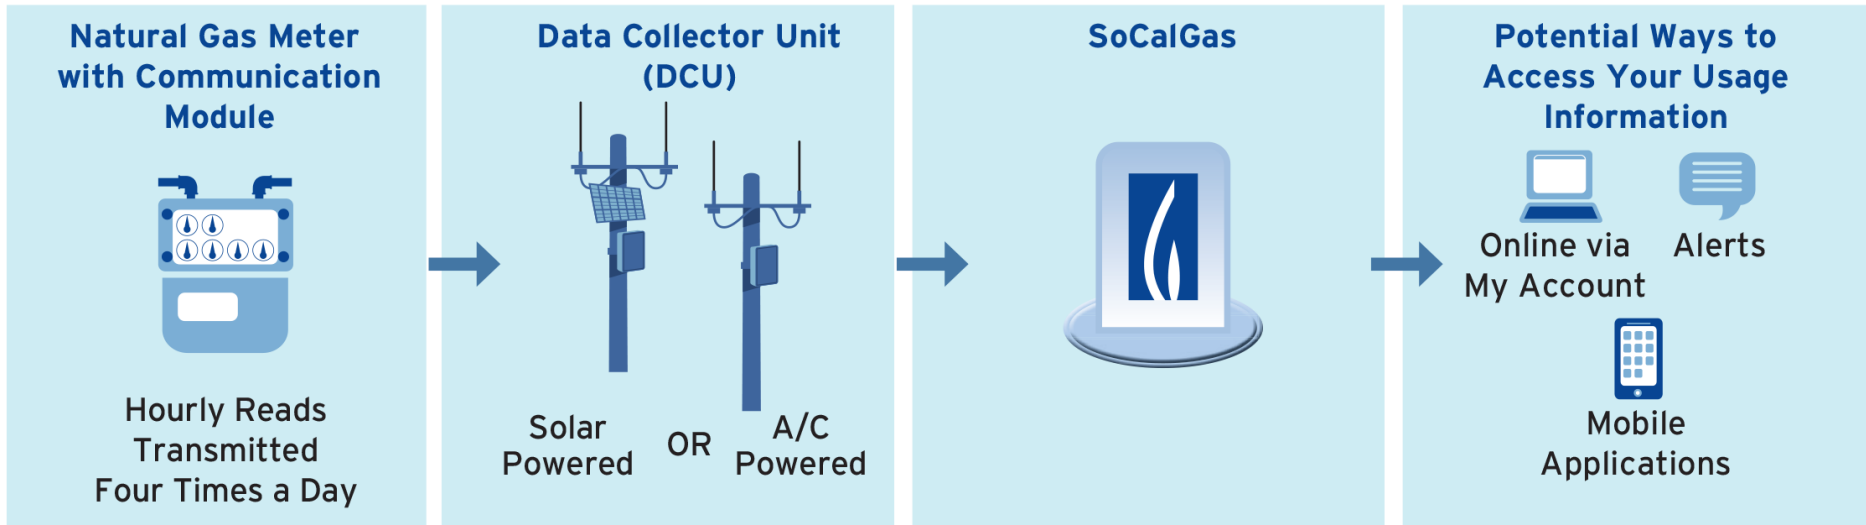 Natural Gas Meter
with Communication
Module
Hourly Reads
Transmitted
Four Times a Day
Data Collector Unit
(DCU)
Solar
Powered
OR
A/C
Powered
SoCalGas
Potential Ways to
Access Your Usage
Information
Online via
My Account
Alerts
Mobile
Applications